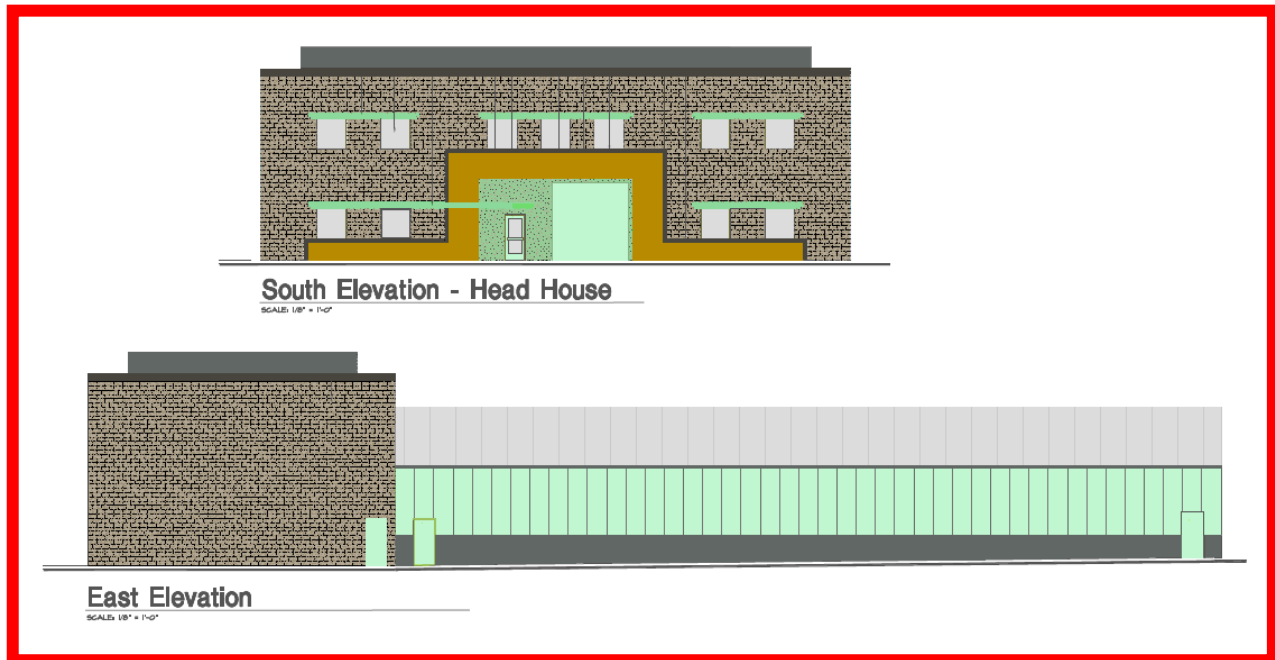 South Elevation - Head House
SCALE: 1/8" = 1'-0"
East Elevation
SCALE: 1/8" = 1'-0"